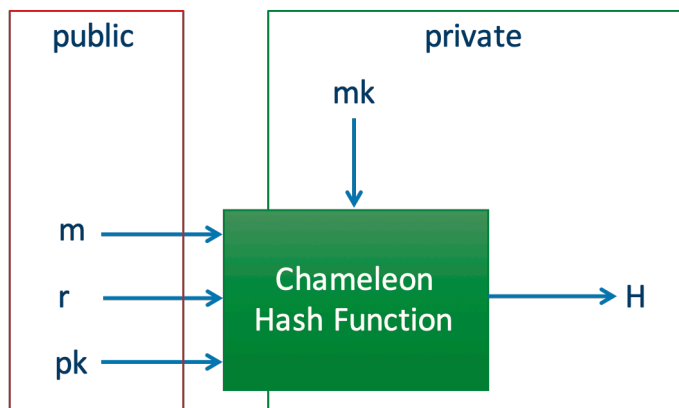 public
private
mk
m
r
pk
Chameleon
Hash Function
H